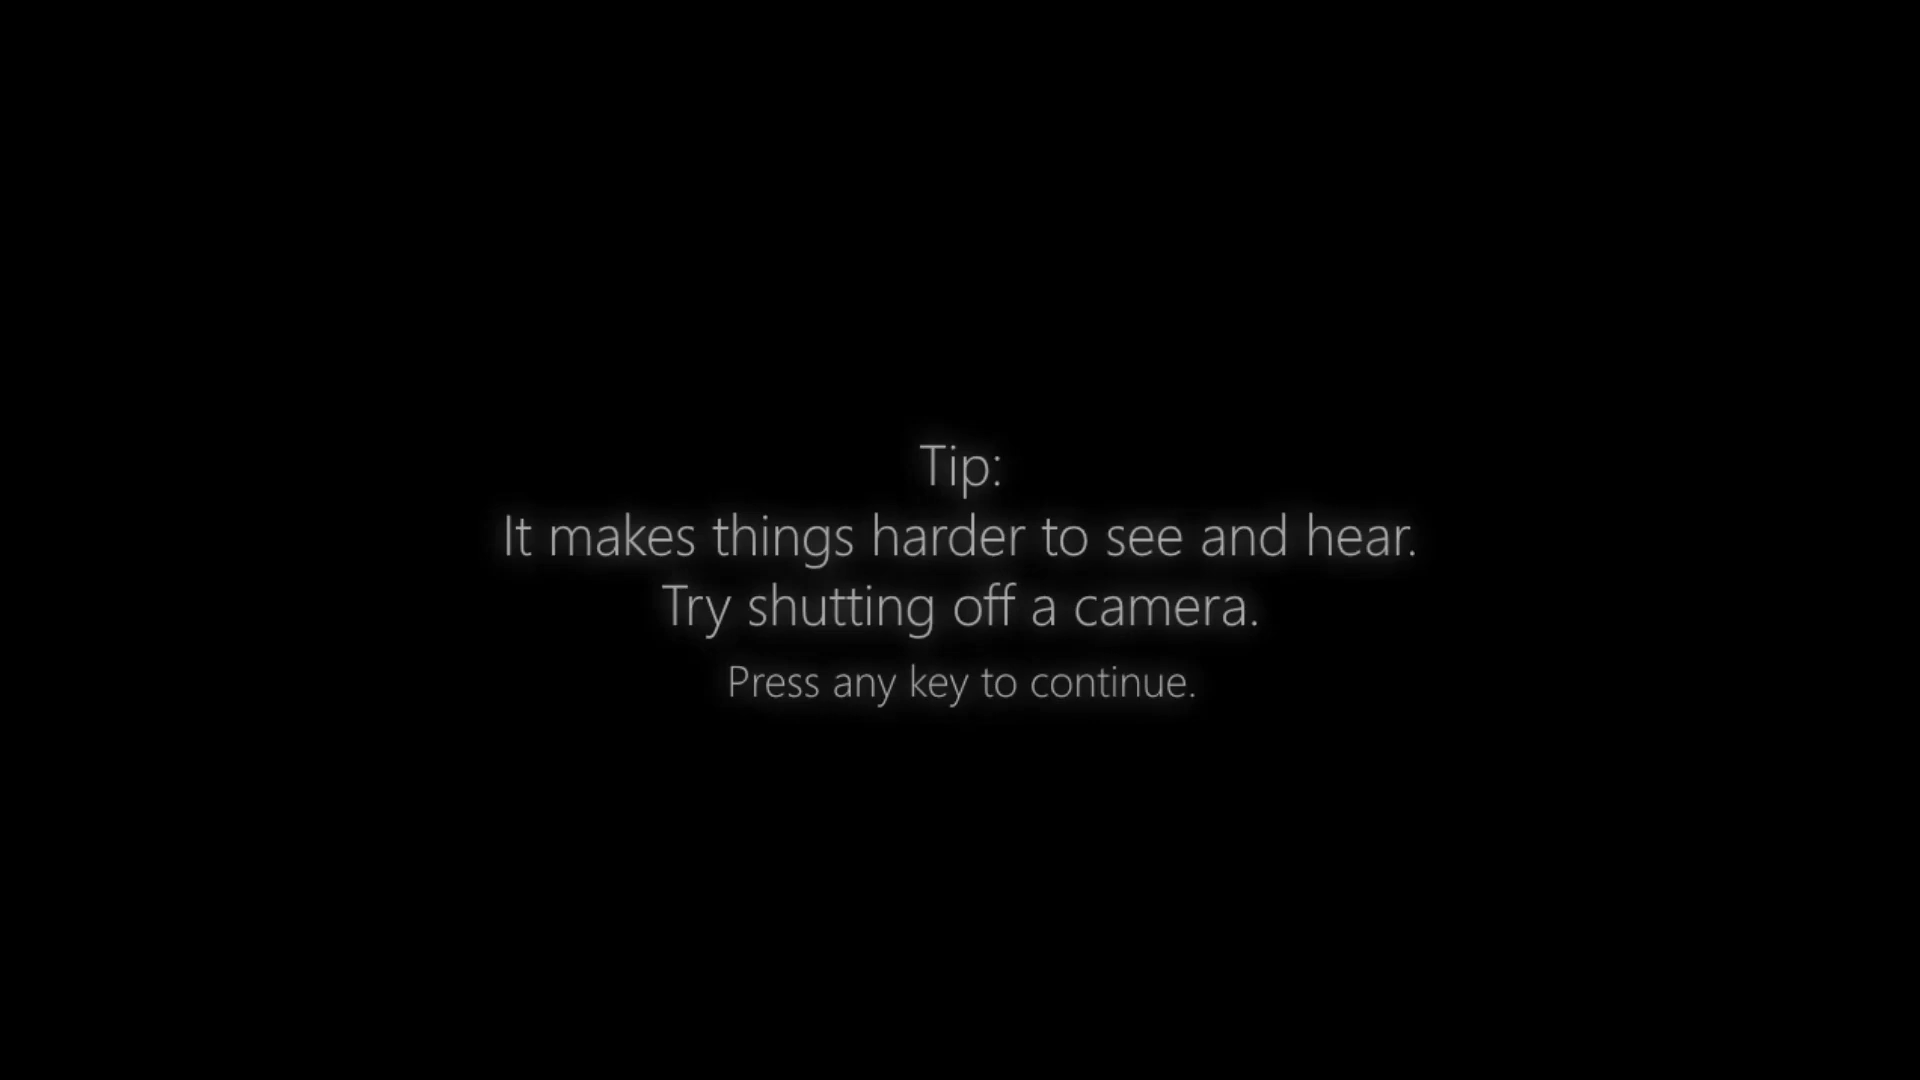 Tip:
It makes things harder to see and hear.
Try shutting off a camera.
Press any key to continue.